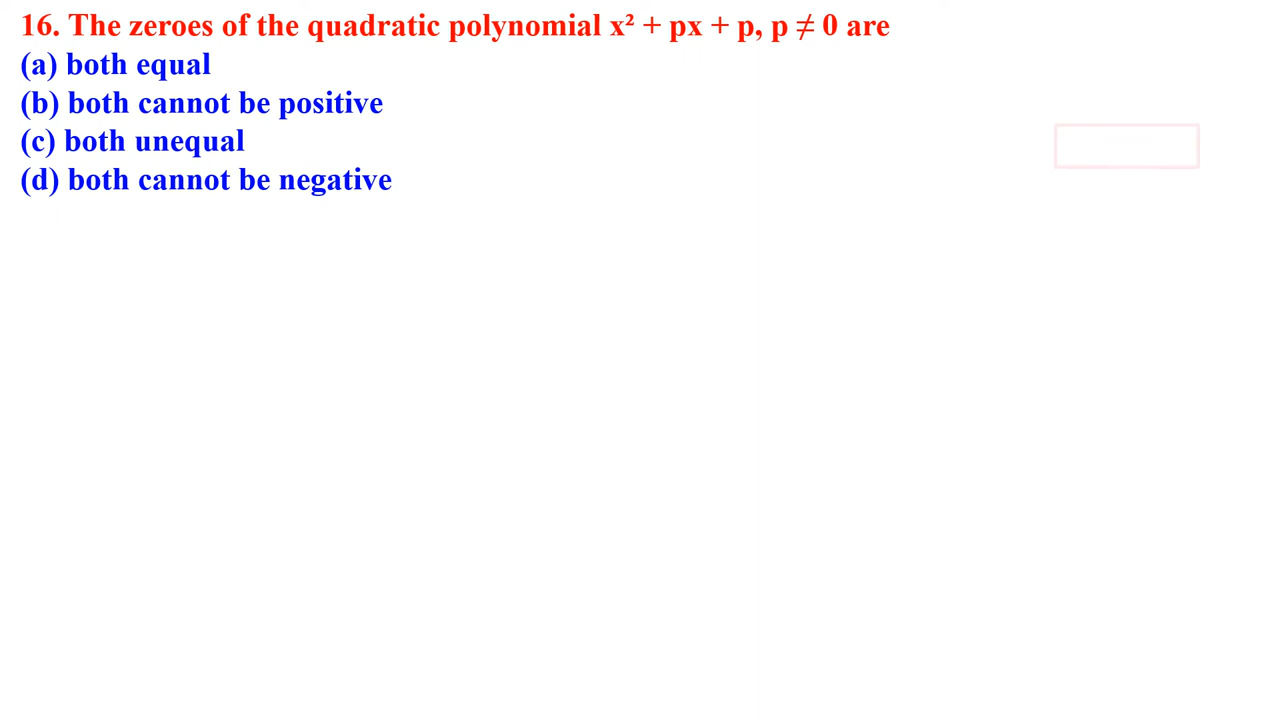 16. The zeroes of the quadratic polynomial x² + px + p, p ≠ 0 are
(a) both equal
(b) both cannot be positive
(c) both unequal
(d) both cannot be negative